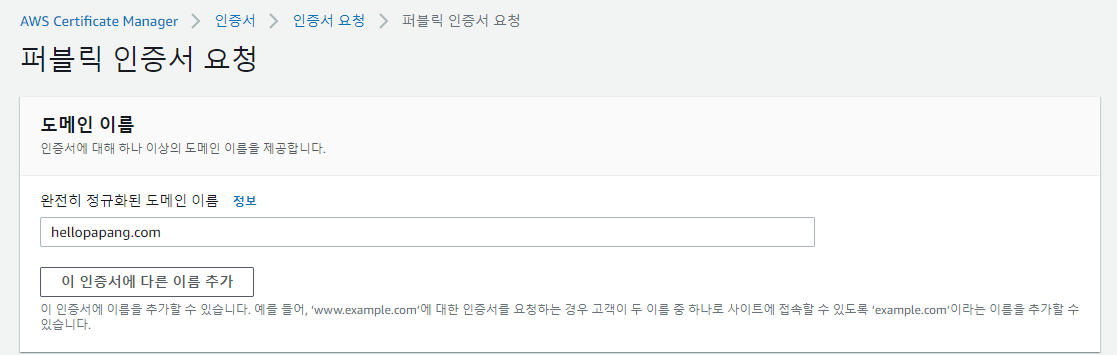 AWS Certificate Manager > 인증서 > 인증서 요청 > 퍼블릭 인증서 요청
퍼블릭 인증서 요청
도메인 이름
인증서에 대해 하나 이상의 도메인 이름을 제공합니다.
완전히 정규화된 도메인 이름 정보
hellopapang.com
이 인증서에 다른 이름 추가
이 인증서에 이름을 추가할 수 있습니다. 예를 들어, ‘www.example.com’에 대한 인증서를 요청하는 경우 고객이 두 이름 중 하나로 사이트에 접속할 수 있도록 ‘example.com’이라는 이름을 추가할 수
있습니다.